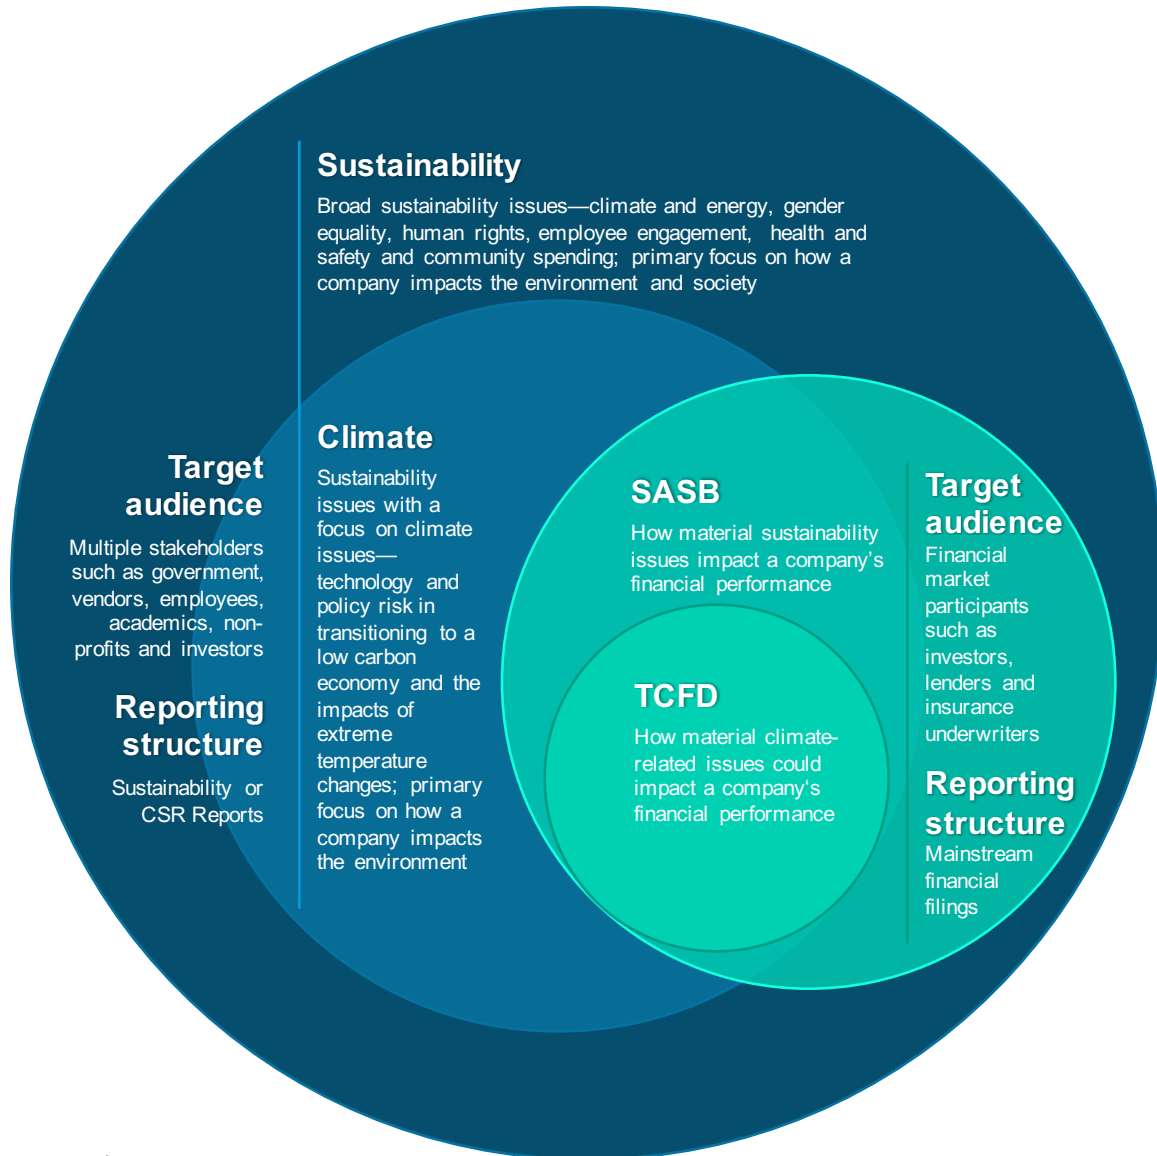 Sustainability
Broad sustainability issues—climate and energy, gender
equality, human rights, employee engagement, health and
safety and community spending; primary focus on how a
company impacts the environment and society
Target
audience
Multiple stakeholders
such as government,
vendors, employees,
academics, non-
profits and investors
Reporting
structure
Sustainability or
CSR Reports
Climate
Sustainability
issues with a
focus on climate
issues—
technology and
policy risk in
transitioning to a
low carbon
economy and the
impacts of
extreme
temperature
changes; primary
focus on how a
company impacts
the environment
SASB
How material sustainability
issues impact a company’s
financial performance
TCFD
How material climate-
related issues could
impact a company‘s
financial performance
Target
audience
Financial
market
participants
such as
investors,
lenders and
insurance
underwriters
Reporting
structure
Mainstream
financial
filings